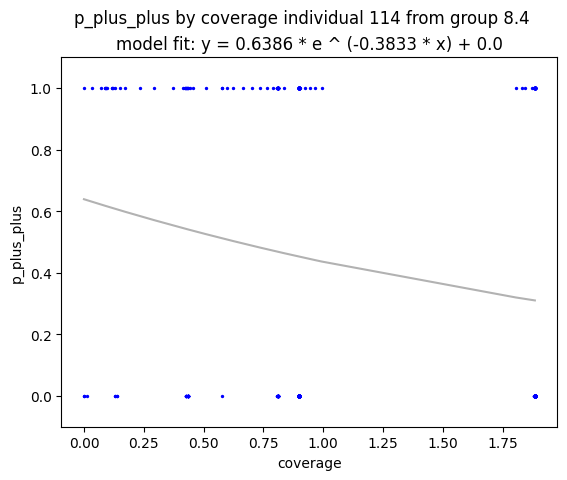 p_plus_plus by coverage individual 114 from group 8.4
model fit: y = 0.6386 * e ^ (-0.3833 * x) + 0.0
1.0
0.8
0.6
0.4
0.2
0.0
p_plus_plus
0.00 0.25 0.50 0.75 1.00 1.25 1.50 1.75
coverage